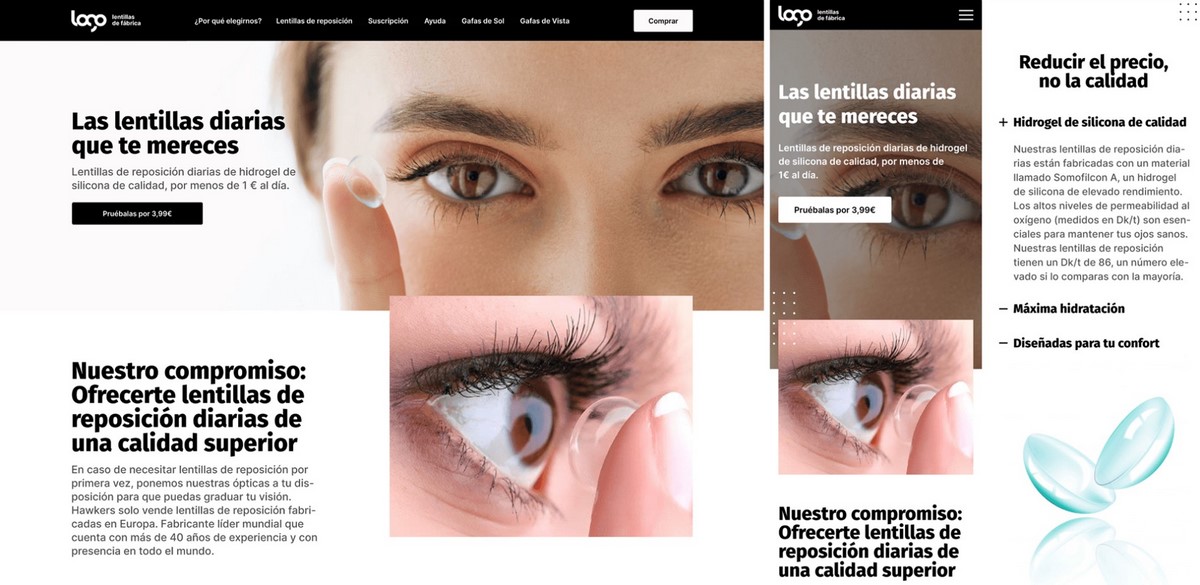 logo lentillas de fábrica
¿Por qué elegirnos? Lentillas de reposición Suscripción Ayuda Gafas de Sol Gafas de Vista Comprar
Las lentillas diarias
que te mereces
Lentillas de reposición diarias de hidrogel de
silicona de calidad, por menos de 1 € al día.
Pruébalas por 3,99€
Nuestro compromiso:
Ofrecerte lentillas de
reposición diarias de
una calidad superior
En caso de necesitar lentillas de reposición por
primera vez, ponemos nuestras ópticas a tu dis-
posición para que puedas graduar tu visión.
Hawkers solo vende lentillas de reposición fabri-
cadas en Europa. Fabricante líder mundial que
cuenta con más de 40 años de experiencia y con
presencia en todo el mundo.
logo lentillas de fábrica
Las lentillas diarias
que te mereces
Lentillas de reposición diarias de hidrogel
de silicona de calidad, por menos de
1€ al día.
Pruébalas por 3,99€
Nuestro compromiso:
Ofrecerte lentillas de
reposición diarias de
una calidad superior
Reducir el precio,
no la calidad
+ Hidrogel de silicona de calidad
Nuestras lentillas de reposición dia-
rias están fabricadas con un material
llamado Somofilcon A, un hidrogel
de silicona de elevado rendimiento.
Los altos niveles de permeabilidad al
oxígeno (medidos en Dk/t) son esen-
ciales para mantener tus ojos sanos.
Nuestras lentillas de reposición
tienen un Dk/t de 86, un número ele-
vado si lo comparas con la mayoría.
– Máxima hidratación
– Diseñadas para tu confort